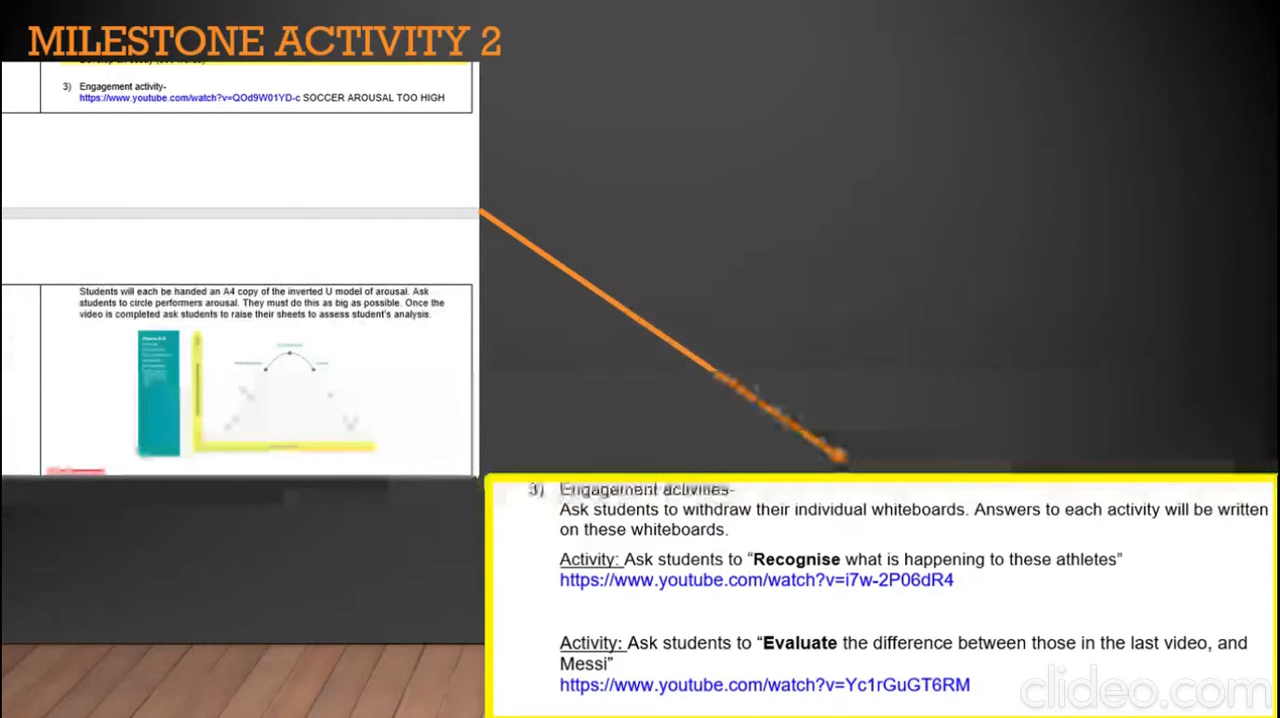 MILESTONE ACTIVITY 2
3) Engagement activity-
https://www.youtube.com/watch?v=QOd9W01YD-c SOCCER AROUSAL TOO HIGH
Students will each be handed an A4 copy of the inverted U model of arousal. Ask
students to circle performers arousal. They must do this as big as possible. Once the
video is completed ask students to raise their sheets to assess student's analysis.
3) Engagement activities-
Ask students to withdraw their individual whiteboards. Answers to each activity will be written
on these whiteboards.
Activity: Ask students to “Recognise what is happening to these athletes”
https://www.youtube.com/watch?v=i7w-2P06dR4
Activity: Ask students to “Evaluate the difference between those in the last video, and
Messi”
https://www.youtube.com/watch?v=Yc1rGuGT6RM
clideo.com